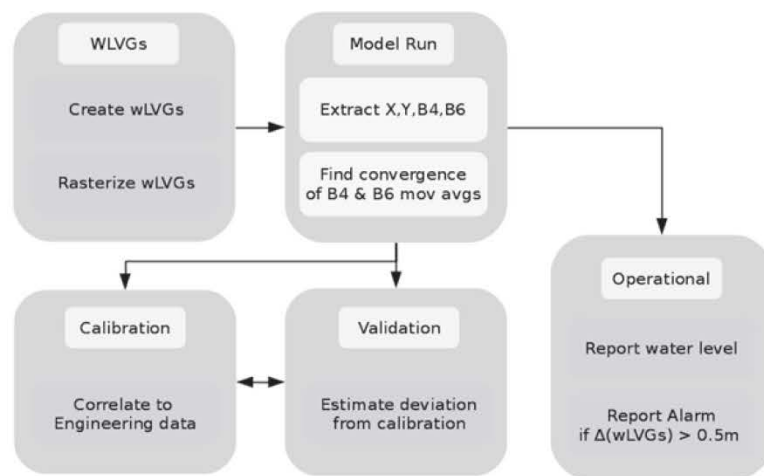 WLVGs
Create wLVGs
Rasterize wLVGs
Model Run
Extract X,Y,B4,B6
Find convergence
of B4 & B6 mov avgs
Calibration
Correlate to
Engineering data
Validation
Estimate deviation
from calibration
Operational
Report water level
Report Alarm
if Δ(wLVGs) > 0.5m